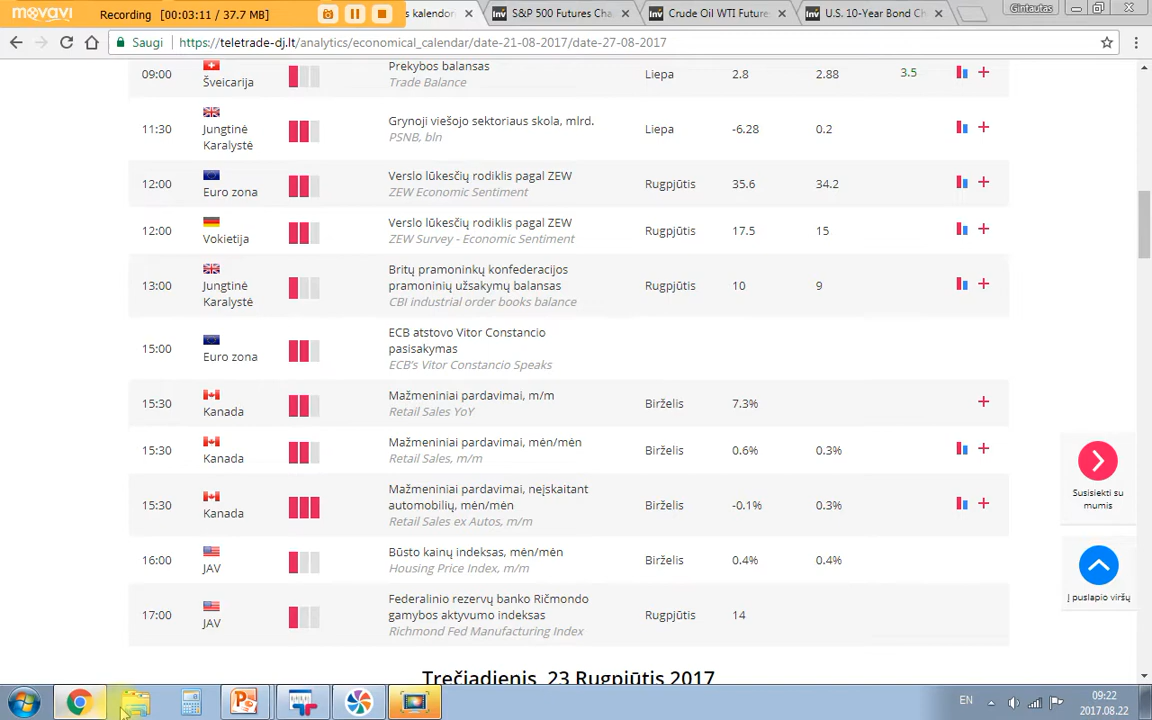 movavi Recording (00:03:11 / 37.7 MB)
s kalendor × S&P 500 Futures Cha × Crude Oil WTI Future × U.S. 10-Year Bond Ch × Gintautas
Saugi https://teletrade-dj.lt/analytics/economical_calendar/date-21-08-2017/date-27-08-2017
09:00 Šveicarija Prekybos balansas Liepa 2.8 2.88 3.5
Trade Balance
11:30 Jungtinė Karalystė Grynoji viešojo sektoriaus skola, mlrd. Liepa -6.28 0.2
PSNB, bln
12:00 Euro zona Verslo lūkesčių rodiklis pagal ZEW Rugpjūtis 35.6 34.2
ZEW Economic Sentiment
12:00 Vokietija Verslo lūkesčių rodiklis pagal ZEW Rugpjūtis 17.5 15
ZEW Survey - Economic Sentiment
13:00 Jungtinė Karalystė Britų pramoninkų konfederacijos
pramoninių užsakymų balansas Rugpjūtis 10 9
CBI industrial order books balance
15:00 Euro zona ECB atstovo Vitor Constancio
pasisakymas
ECB's Vitor Constancio Speaks
15:30 Kanada Mažmeniniai pardavimai, m/m Birželis 7.3%
Retail Sales YoY
15:30 Kanada Mažmeniniai pardavimai, mėn/mėn Birželis 0.6% 0.3%
Retail Sales, m/m
15:30 Kanada Mažmeniniai pardavimai, neįskaitant
automobilių, mėn/mėn Birželis -0.1% 0.3%
Retail Sales ex Autos, m/m
16:00 JAV Būsto kainų indeksas, mėn/mėn Birželis 0.4% 0.4%
Housing Price Index, m/m
17:00 JAV Federalinio rezervų banko Ričmondo
gamybos aktyvumo indeksas Rugpjūtis 14
Richmond Fed Manufacturing Index
Susisiekti su
mumis
Į puslapio viršų
Trečiadienis, 23 Rugpjūtis 2017
EN 09:22
2017.08.22